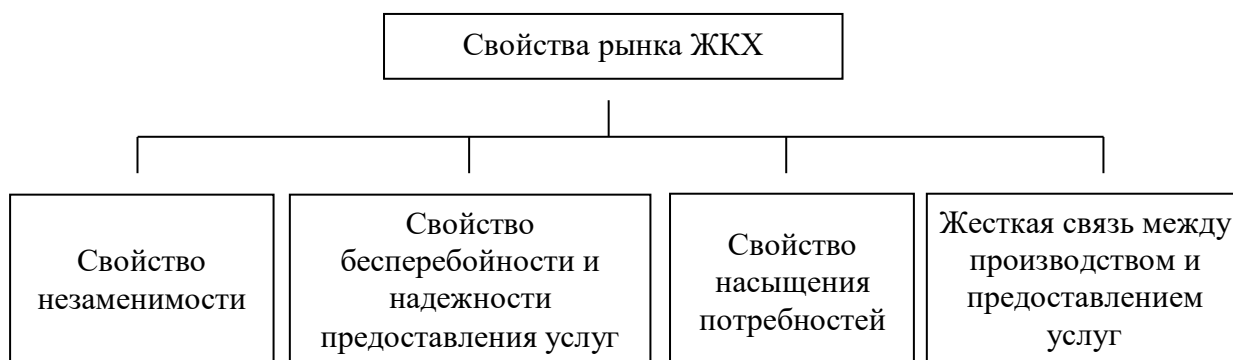 Свойства рынка ЖКХ
Свойство
незаменимости
Свойство
бесперебойности и
надежности
предоставления услуг
Свойство
насыщения
потребностей
Жесткая связь между
производством и
предоставлением
услуг